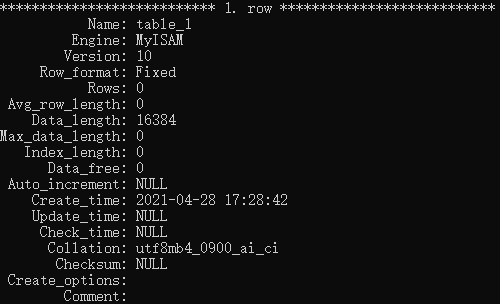 *************************** 1. row ***************************
Name: table_1
Engine: MyISAM
Version: 10
Row_format: Fixed
Rows: 0
Avg_row_length: 0
Data_length: 16384
Max_data_length: 0
Index_length: 0
Data_free: 0
Auto_increment: NULL
Create_time: 2021-04-28 17:28:42
Update_time: NULL
Check_time: NULL
Collation: utf8mb4_0900_ai_ci
Checksum: NULL
Create_options:
Comment: